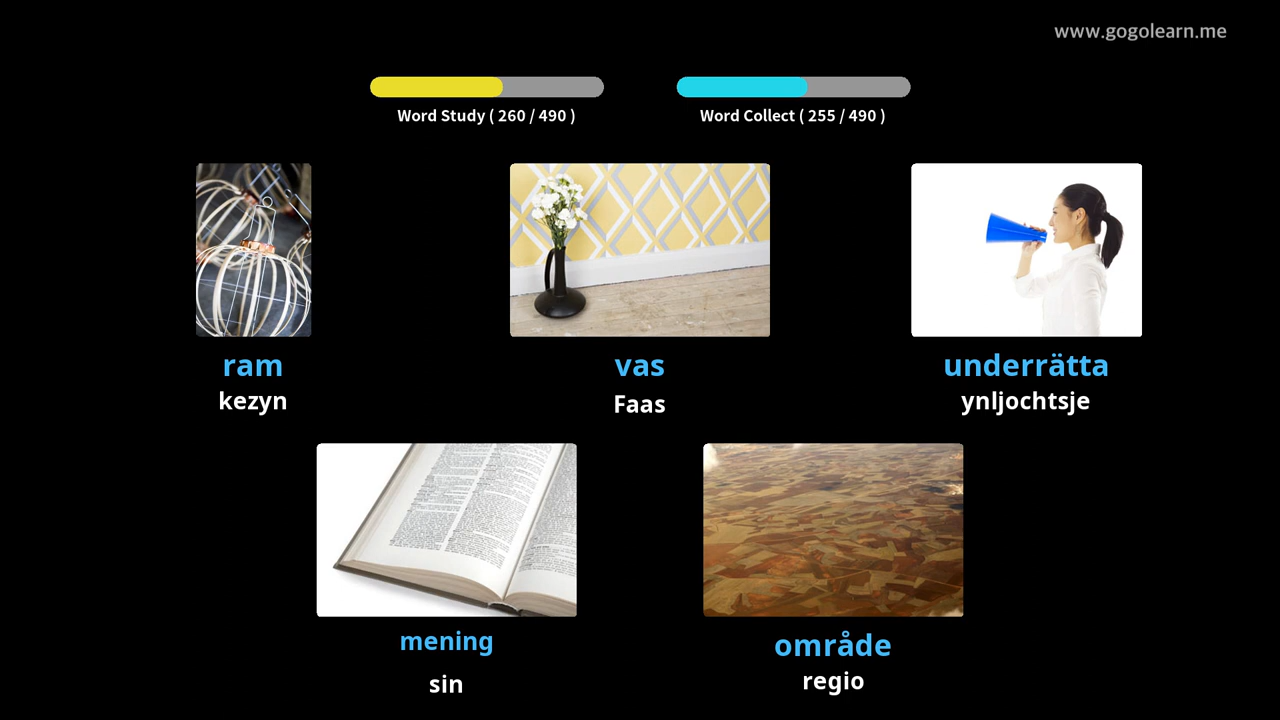 www.gogolearn.me
Word Study ( 260 / 490 )
Word Collect ( 255 / 490 )
ram
kezyn
vas
Faas
underrätta
ynljochtsje
mening
sin
område
regio